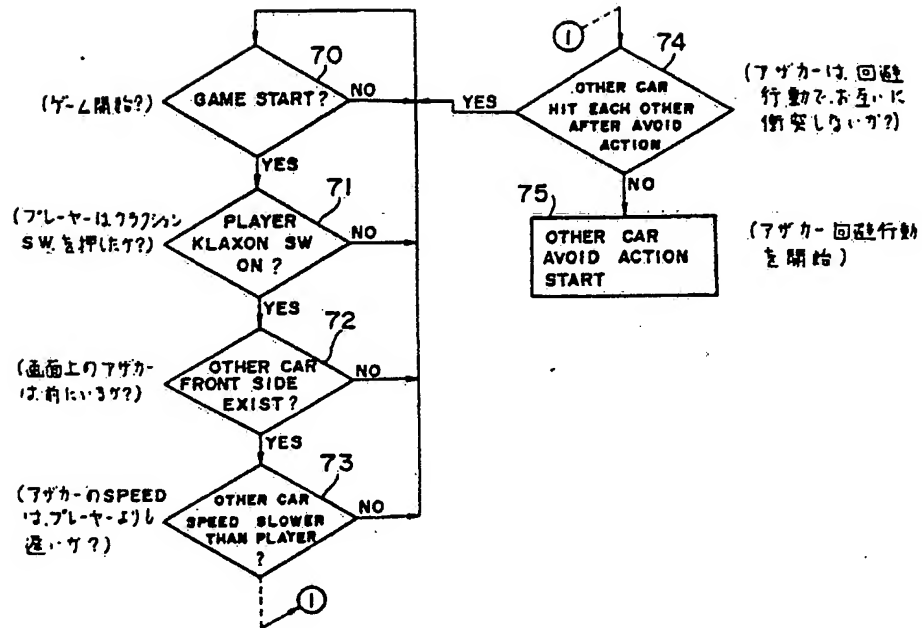 70
GAME START?
NO
YES
(ゲーム開始?)
71
PLAYER
KLAXON SW
ON ?
NO
YES
(プレーヤーはクラクション
SW.を押したか?)
72
OTHER CAR
FRONT SIDE
EXIST ?
NO
YES
(画面上のアザカー
は、前にいるか?)
73
OTHER CAR
SPEED SLOWER
THAN PLAYER
?
NO
(アザカーのSPEED
は、プレーヤーよりも
遅いか?)
1
1
74
OTHER CAR
HIT EACH OTHER
AFTER AVOID
ACTION
YES
NO
(アザカーは、回避
行動で、お互いに
衝突しないか?)
75
OTHER CAR
AVOID ACTION
START
(アザカー回避行動
を開始)